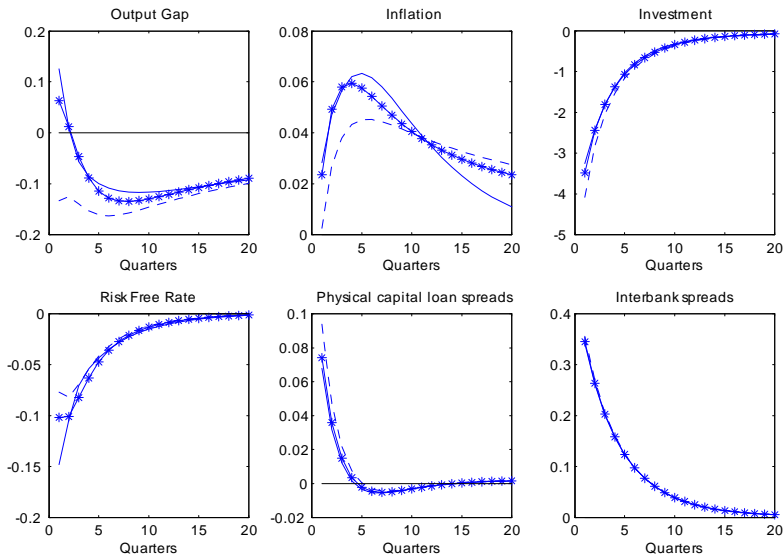 Output Gap
0.2
0.1
0
-0.1
-0.2
0 5 10 15 20
Quarters
Inflation
0.08
0.06
0.04
0.02
0
0 5 10 15 20
Quarters
Investment
0
-1
-2
-3
-4
-5
0 5 10 15 20
Quarters
Risk Free Rate
0
-0.05
-0.1
-0.15
-0.2
0 5 10 15 20
Quarters
Physical capital loan spreads
0.1
0.08
0.06
0.04
0.02
0
-0.02
0 5 10 15 20
Quarters
Interbank spreads
0.4
0.3
0.2
0.1
0
0 5 10 15 20
Quarters